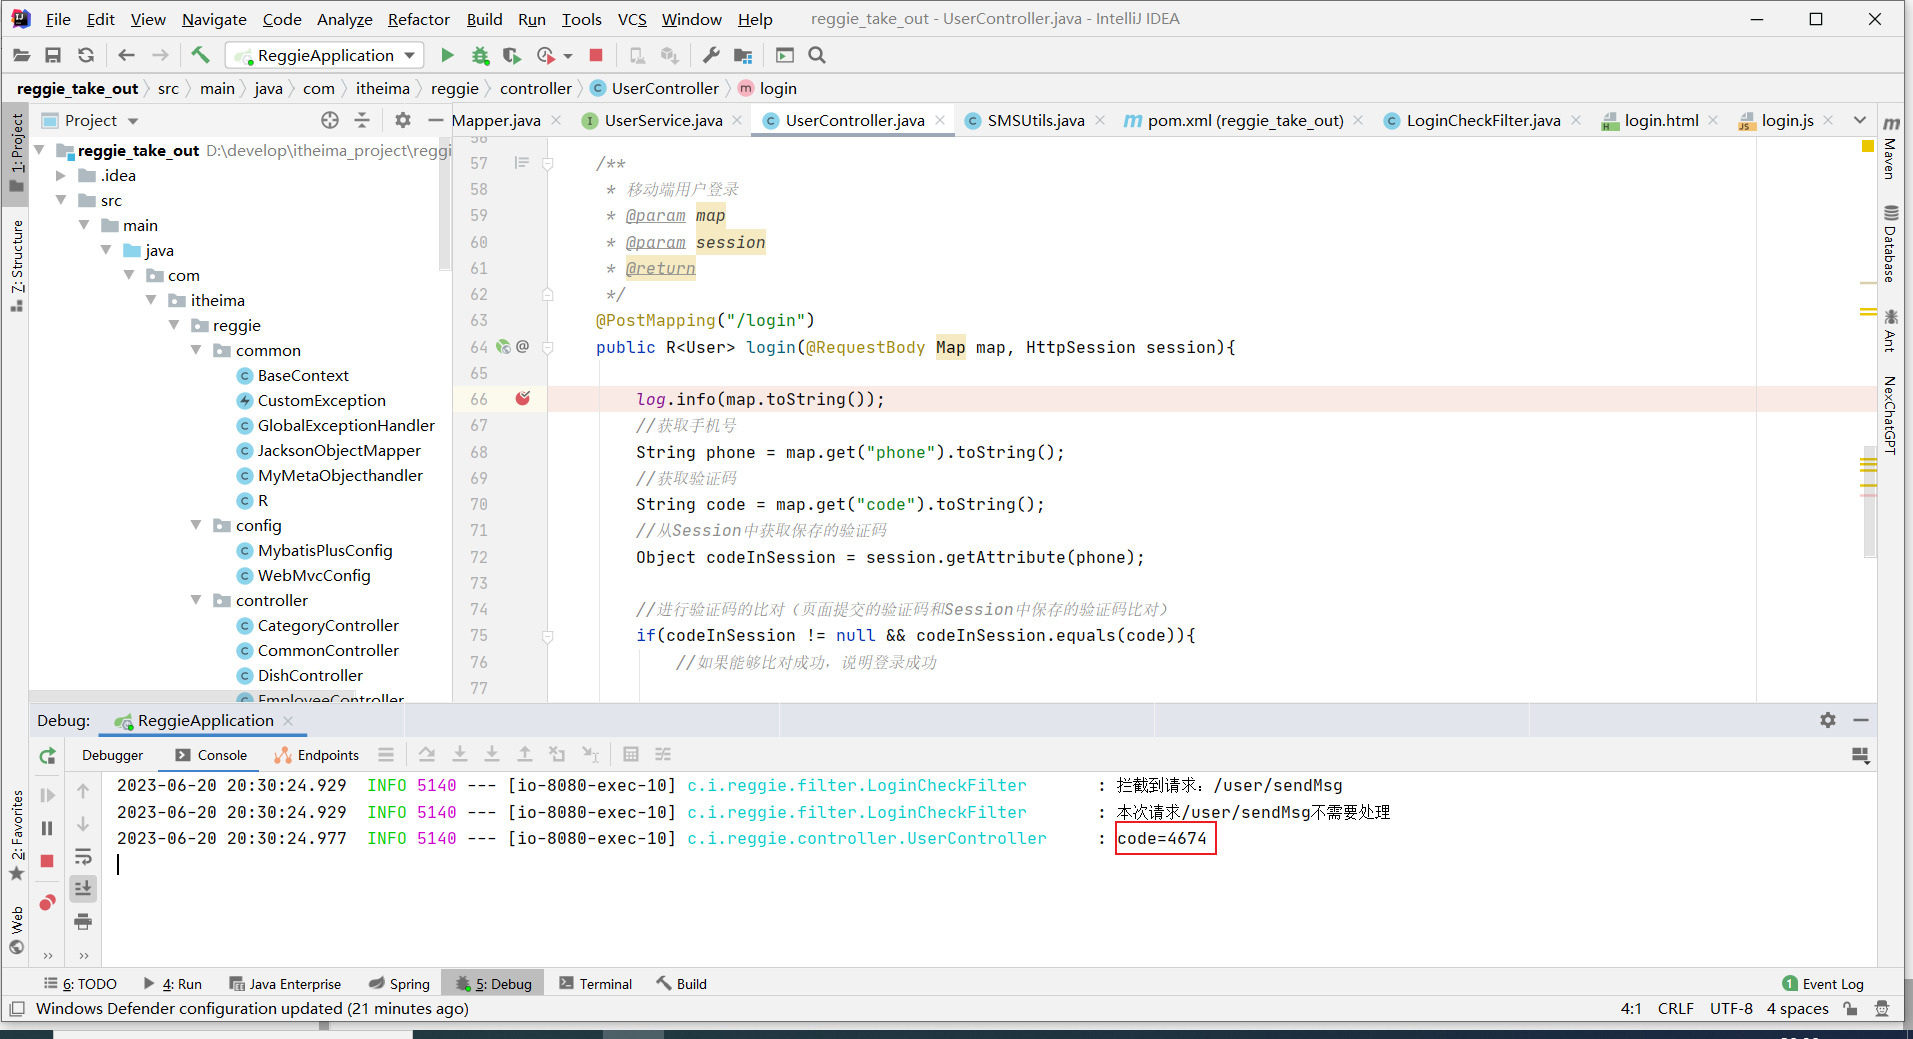 File Edit View Navigate Code Analyze Refactor Build Run Tools VCS Window Help reggie_take_out - UserController.java - IntelliJ IDEA
ReggieApplication
reggie_take_out src main java com itheima reggie controller UserController login
Project
Mapper.java UserService.java UserController.java SMSUtils.java pom.xml (reggie_take_out) LoginCheckFilter.java login.html login.js
1: Project
7: Structure
2: Favorites
Web
reggie_take_out D:\develop\itheima_project\reggi
.idea
src
main
java
com
itheima
reggie
common
BaseContext
CustomException
GlobalExceptionHandler
JacksonObjectMapper
MyMetaObjecthandler
R
config
MybatisPlusConfig
WebMvcConfig
controller
CategoryController
CommonController
DishController
EmployeeController
56
57 /**
58 * 移动端用户登录
59 * @param map
60 * @param session
61 * @return
62 */
63 @PostMapping("/login")
64 public R<User> login(@RequestBody Map map, HttpSession session){
65
66 log.info(map.toString());
67 //获取手机号
68 String phone = map.get("phone").toString();
69 //获取验证码
70 String code = map.get("code").toString();
71 //从Session中获取保存的验证码
72 Object codeInSession = session.getAttribute(phone);
73
74 //进行验证码的比对（页面提交的验证码和Session中保存的验证码比对）
75 if(codeInSession != null && codeInSession.equals(code)){
76 //如果能够比对成功，说明登录成功
77
Maven
Database
Ant
NexChatGPT
Debug: ReggieApplication
Debugger Console Endpoints
2023-06-20 20:30:24.929 INFO 5140 --- [io-8080-exec-10] c.i.reggie.filter.LoginCheckFilter : 拦截到请求：/user/sendMsg
2023-06-20 20:30:24.929 INFO 5140 --- [io-8080-exec-10] c.i.reggie.filter.LoginCheckFilter : 本次请求/user/sendMsg不需要处理
2023-06-20 20:30:24.977 INFO 5140 --- [io-8080-exec-10] c.i.reggie.controller.UserController : code=4674
6: TODO 4: Run Java Enterprise Spring 5: Debug Terminal Build 1 Event Log
Windows Defender configuration updated (21 minutes ago) 4:1 CRLF UTF-8 4 spaces